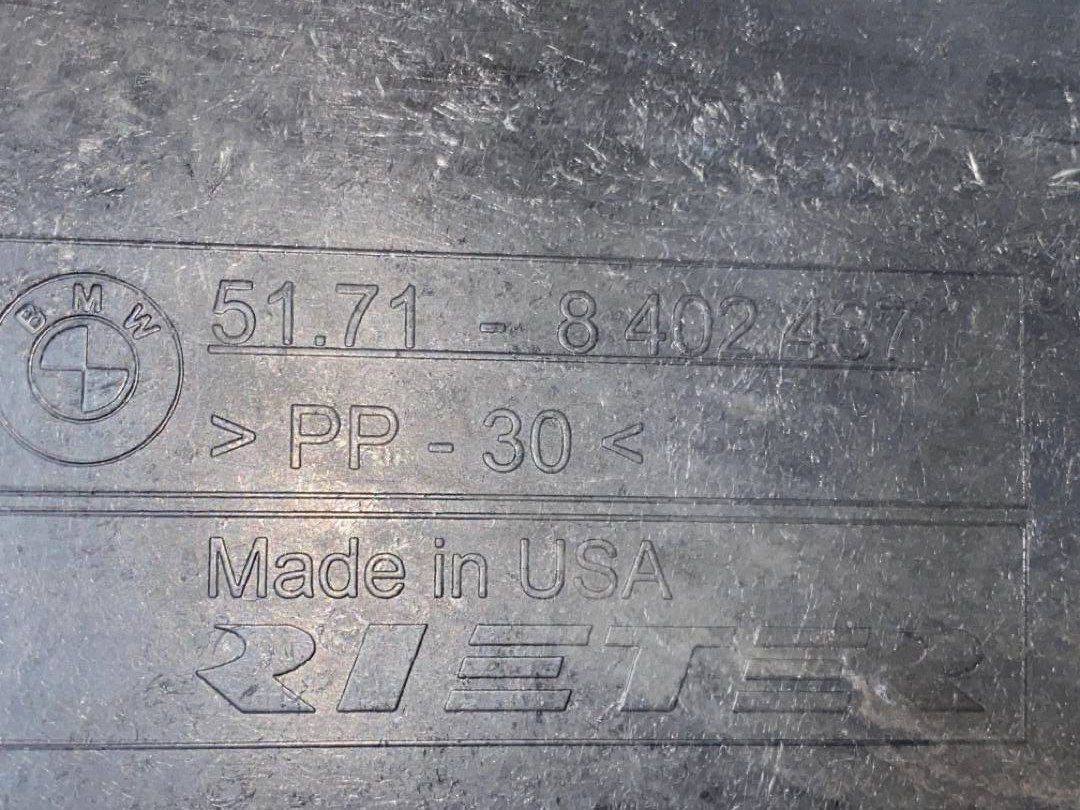 BMW
51.71 - 8 402 437
> PP - 30 <
Made in USA
RIETER